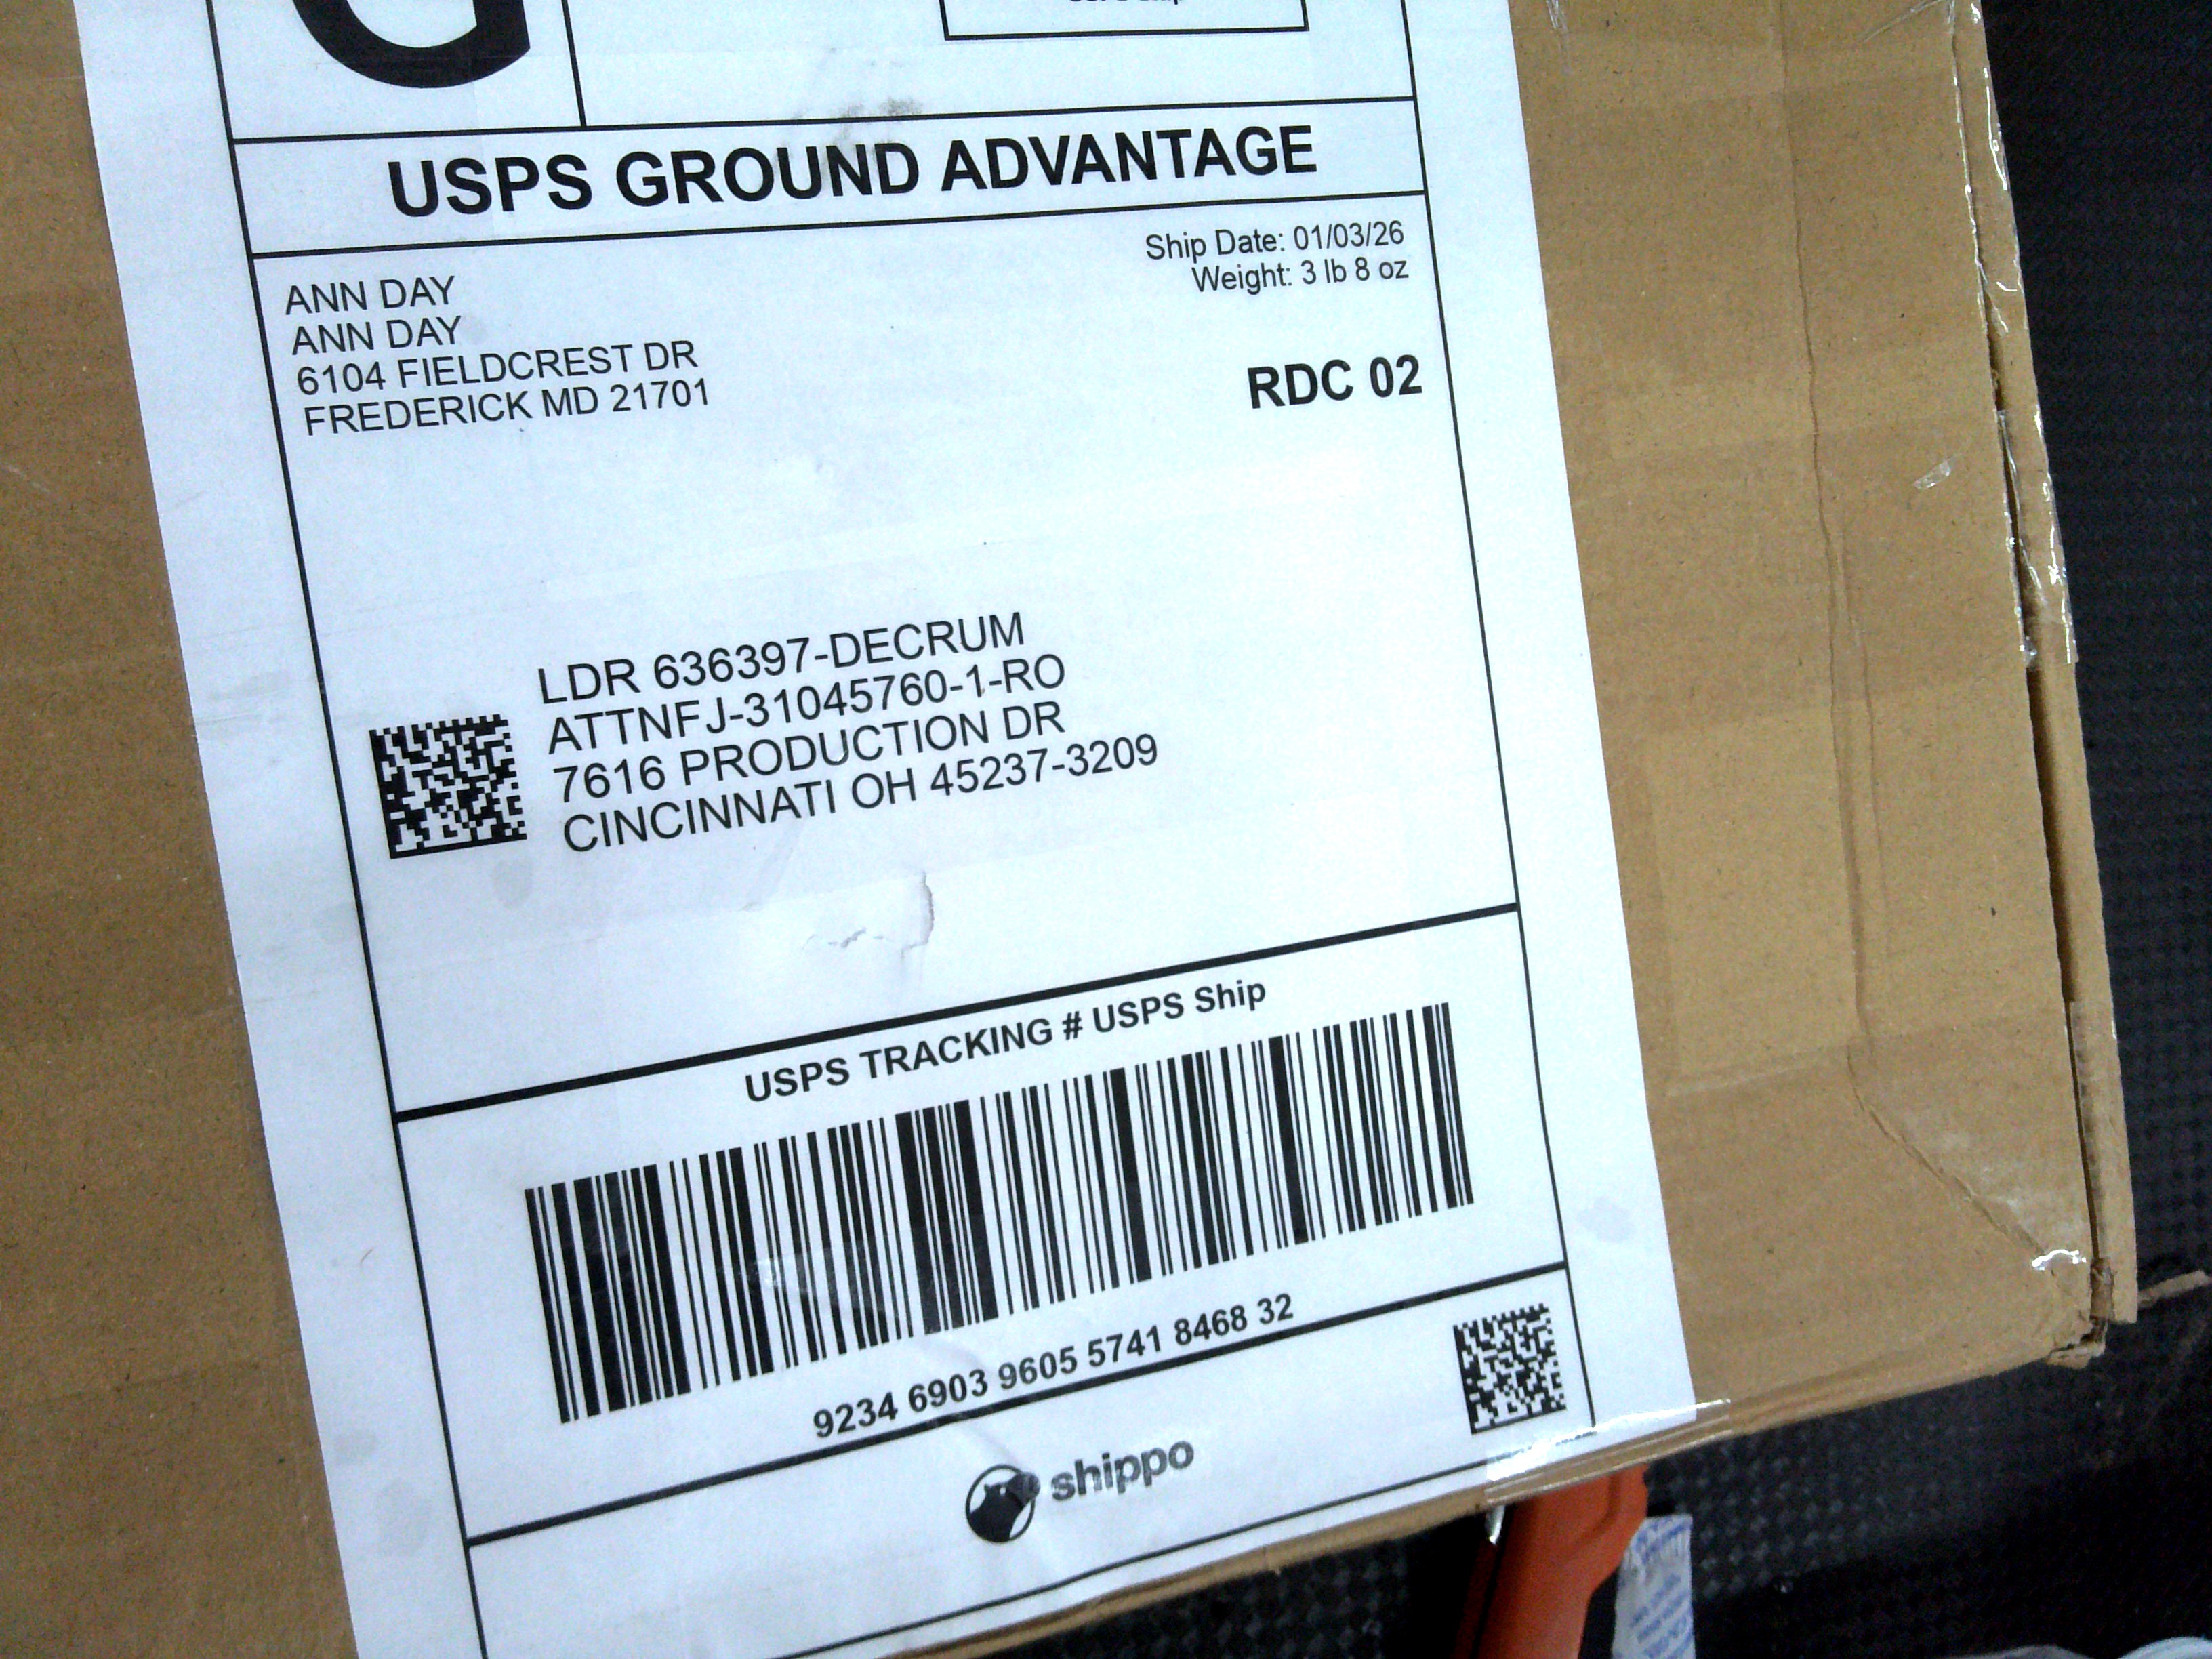 G
USPS GROUND ADVANTAGE
Ship Date: 01/03/26
Weight: 3 lb 8 oz
ANN DAY
ANN DAY
6104 FIELDCREST DR
FREDERICK MD 21701
RDC 02
LDR 636397-DECRUM
ATTNFJ-31045760-1-RO
7616 PRODUCTION DR
CINCINNATI OH 45237-3209
USPS TRACKING # USPS Ship
9234 6903 9605 5741 8468 32
shippo